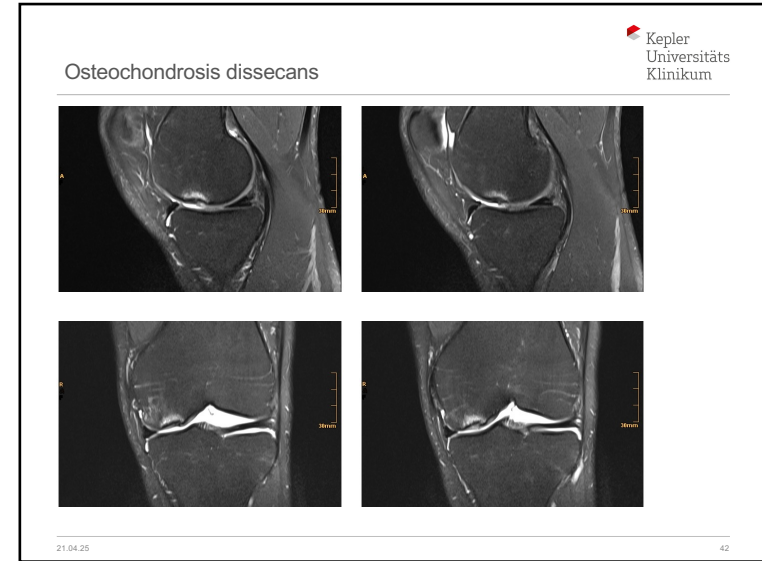 Kepler
Universitäts
Klinikum
Osteochondrosis dissecans
A
30mm
A
30mm
R
30mm
R
30mm
21.04.25
42